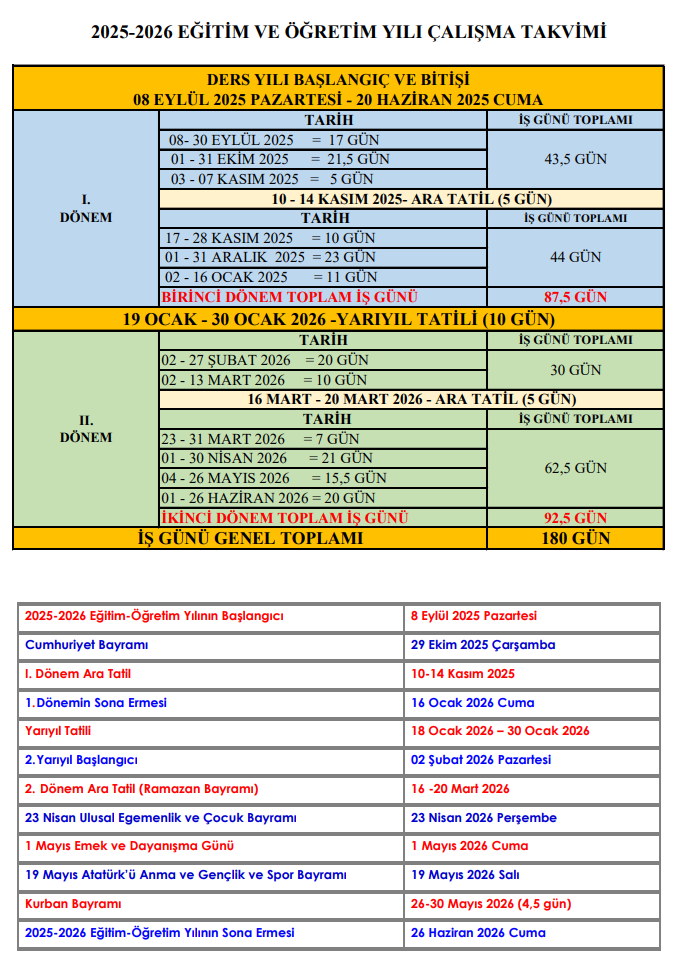 2025-2026 EĞİTİM VE ÖĞRETİM YILI ÇALIŞMA TAKVİMİ
DERS YILI BAŞLANGIÇ VE BİTİŞİ
08 EYLÜL 2025 PAZARTESİ - 20 HAZİRAN 2025 CUMA
I. DÖNEM
TARİH İŞ GÜNÜ TOPLAMI
08- 30 EYLÜL 2025 = 17 GÜN
01 - 31 EKİM 2025 = 21,5 GÜN 43,5 GÜN
03 - 07 KASIM 2025 = 5 GÜN
10 - 14 KASIM 2025- ARA TATİL (5 GÜN)
TARİH İŞ GÜNÜ TOPLAMI
17 - 28 KASIM 2025 = 10 GÜN
01 - 31 ARALIK 2025 = 23 GÜN 44 GÜN
02 - 16 OCAK 2025 = 11 GÜN
BİRİNCİ DÖNEM TOPLAM İŞ GÜNÜ 87,5 GÜN
19 OCAK - 30 OCAK 2026 -YARIYIL TATİLİ (10 GÜN)
II. DÖNEM
TARİH İŞ GÜNÜ TOPLAMI
02 - 27 ŞUBAT 2026 = 20 GÜN 30 GÜN
02 - 13 MART 2026 = 10 GÜN
16 MART - 20 MART 2026 - ARA TATİL (5 GÜN)
TARİH İŞ GÜNÜ TOPLAMI
23 - 31 MART 2026 = 7 GÜN
01 - 30 NİSAN 2026 = 21 GÜN 62,5 GÜN
04 - 26 MAYIS 2026 = 15,5 GÜN
01 - 26 HAZİRAN 2026 = 20 GÜN
İKİNCİ DÖNEM TOPLAM İŞ GÜNÜ 92,5 GÜN
İŞ GÜNÜ GENEL TOPLAMI 180 GÜN
2025-2026 Eğitim-Öğretim Yılının Başlangıcı 8 Eylül 2025 Pazartesi
Cumhuriyet Bayramı 29 Ekim 2025 Çarşamba
I. Dönem Ara Tatil 10-14 Kasım 2025
1.Dönemin Sona Ermesi 16 Ocak 2026 Cuma
Yarıyıl Tatili 18 Ocak 2026 – 30 Ocak 2026
2.Yarıyıl Başlangıcı 02 Şubat 2026 Pazartesi
2. Dönem Ara Tatil (Ramazan Bayramı) 16 -20 Mart 2026
23 Nisan Ulusal Egemenlik ve Çocuk Bayramı 23 Nisan 2026 Perşembe
1 Mayıs Emek ve Dayanışma Günü 1 Mayıs 2026 Cuma
19 Mayıs Atatürk'ü Anma ve Gençlik ve Spor Bayramı 19 Mayıs 2026 Salı
Kurban Bayramı 26-30 Mayıs 2026 (4,5 gün)
2025-2026 Eğitim-Öğretim Yılının Sona Ermesi 26 Haziran 2026 Cuma